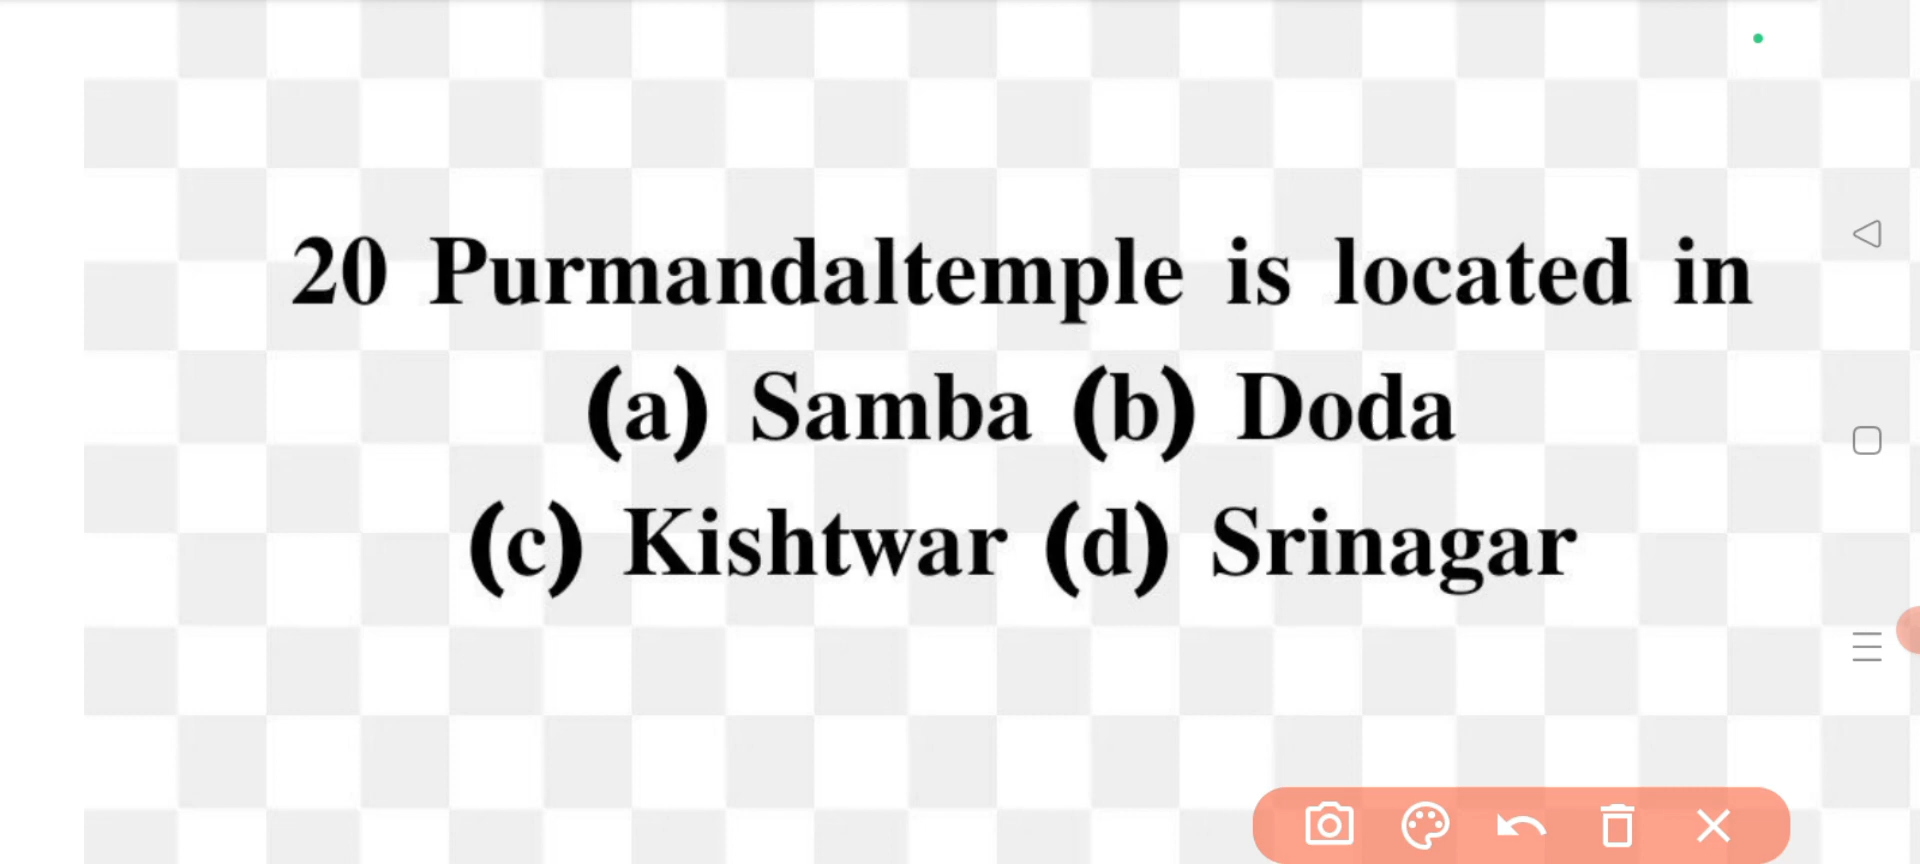 20 Purmandaltemple is located in
(a) Samba (b) Doda
(c) Kishtwar (d) Srinagar